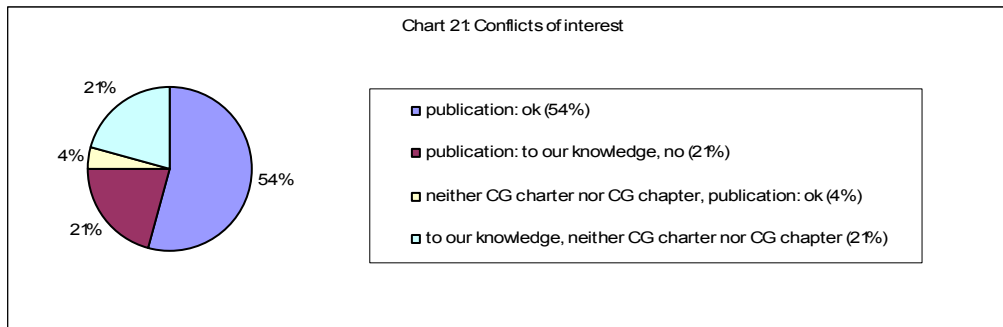 Chart 21: Conflicts of interest
21%
4%
21%
54%
publication: ok (54%)
publication: to our knowledge, no (21%)
neither CG charter nor CG chapter, publication: ok (4%)
to our knowledge, neither CG charter nor CG chapter (21%)